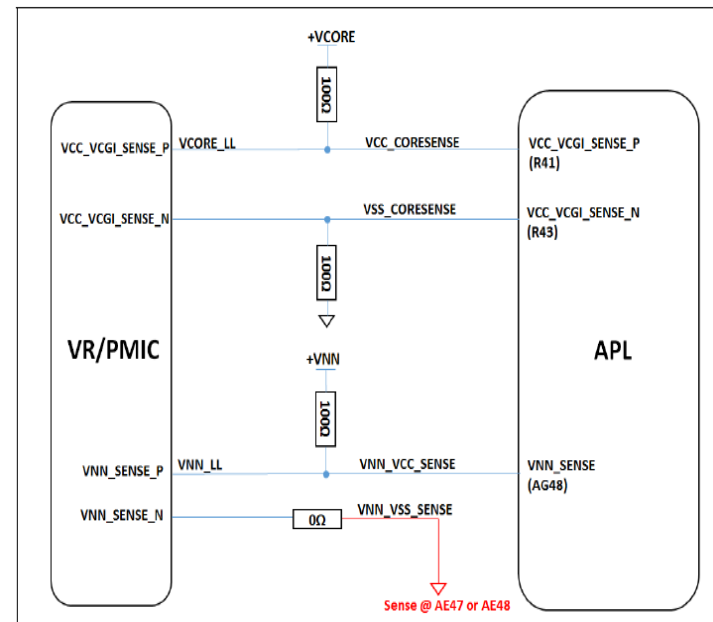 +VCORE
100Ω
VCC_VCGI_SENSE_P
VCORE_LL
VCC_CORESENSE
VCC_VCGI_SENSE_P
(R41)
VCC_VCGI_SENSE_N
VSS_CORESENSE
VCC_VCGI_SENSE_N
(R43)
100Ω
VR/PMIC
APL
+VNN
100Ω
VNN_SENSE_P
VNN_LL
VNN_VCC_SENSE
VNN_SENSE
(AG48)
VNN_SENSE_N
0Ω
VNN_VSS_SENSE
Sense @ AE47 or AE48